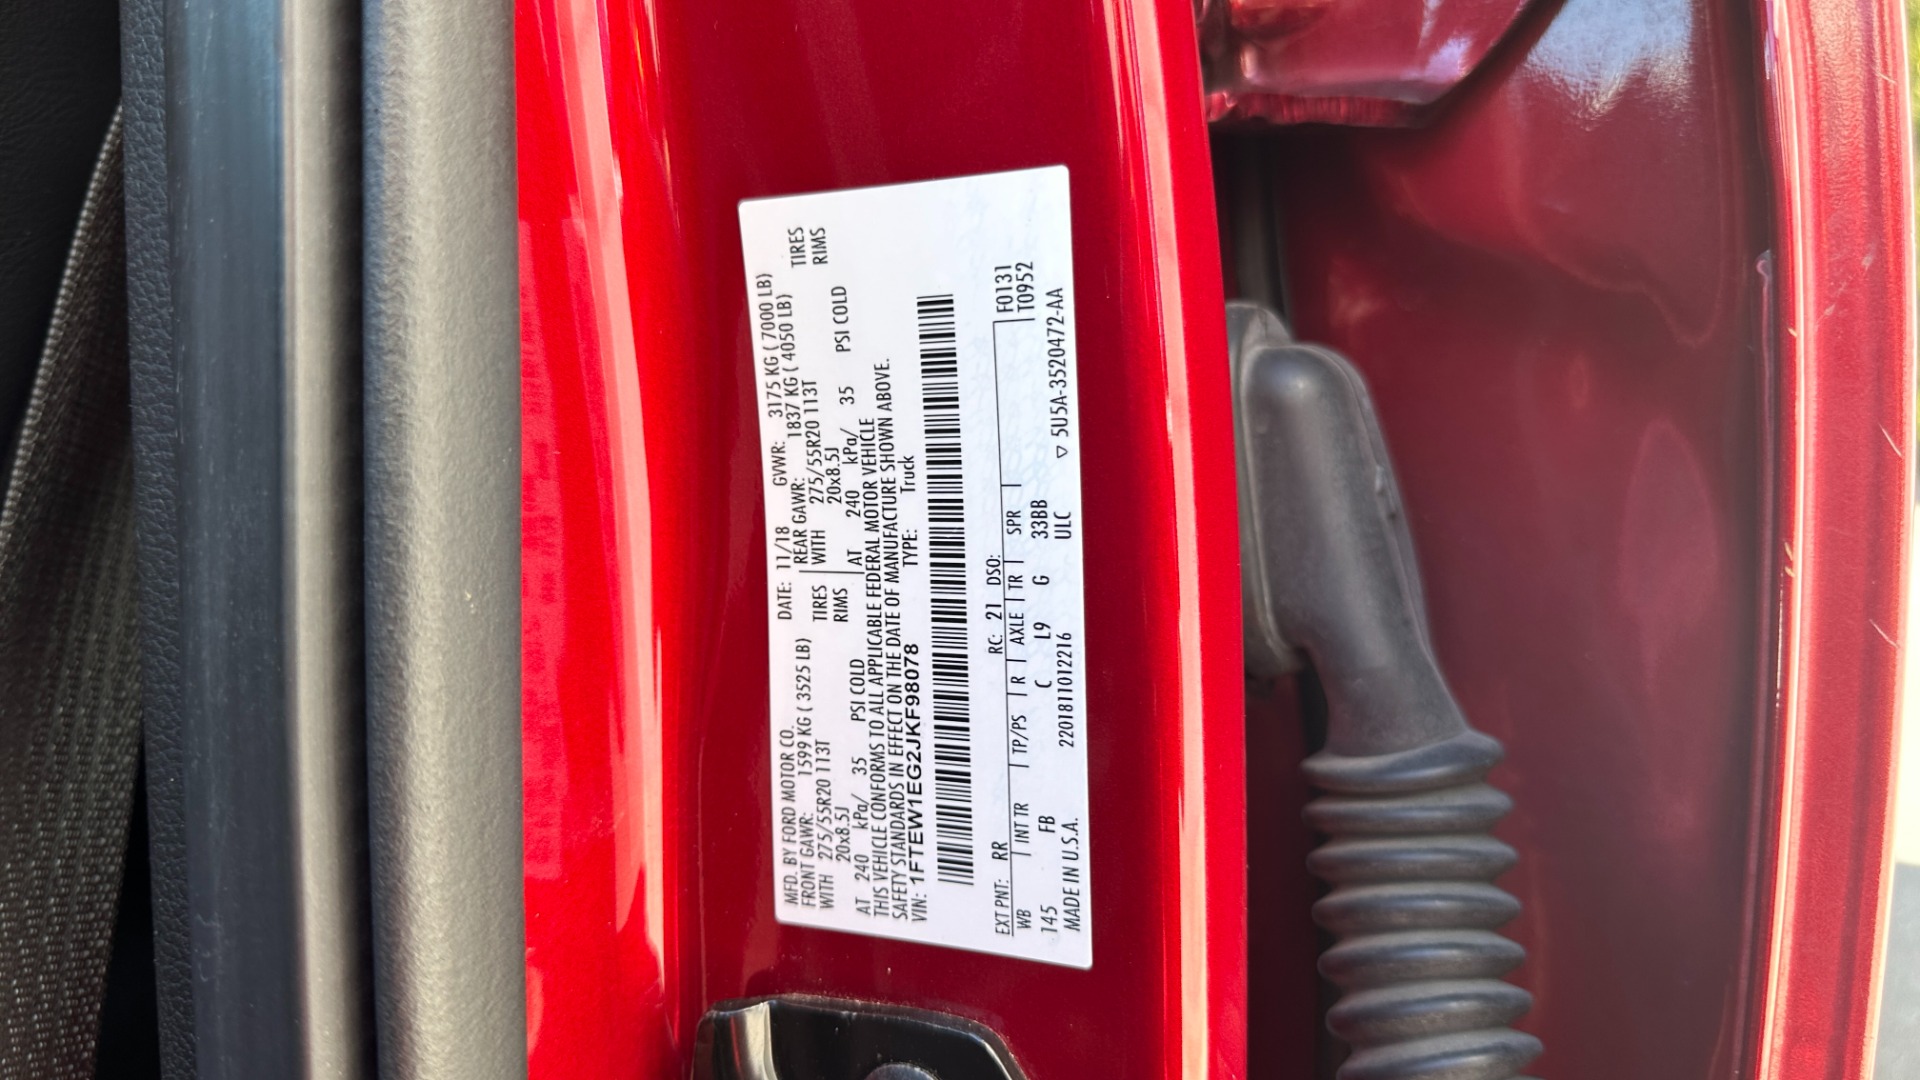 MFD. BY FORD MOTOR CO. DATE: 11/18 GVWR: 3175 KG ( 7000 LB)
FRONT GAWR: 1599 KG ( 3525 LB) REAR GAWR: 1837 KG ( 4050 LB)
WITH 275/55R20 113T TIRES WITH 275/55R20 113T TIRES
20x8.5J RIMS 20x8.5J RIMS
AT 240 kPa/ 35 PSI COLD AT 240 kPa/ 35 PSI COLD
THIS VEHICLE CONFORMS TO ALL APPLICABLE FEDERAL MOTOR VEHICLE
SAFETY STANDARDS IN EFFECT ON THE DATE OF MANUFACTURE SHOWN ABOVE.
VIN: 1FTEW1EG2JKF98078 TYPE: Truck
EXT PNT: RR RC: 21 DSO: F0131
WB INT TR TP/PS R AXLE TR SPR T0952
145 FB C L9 G 33BB
MADE IN U.S.A. 220181101221​6 ULC ▽ 5U5A-3520472-AA